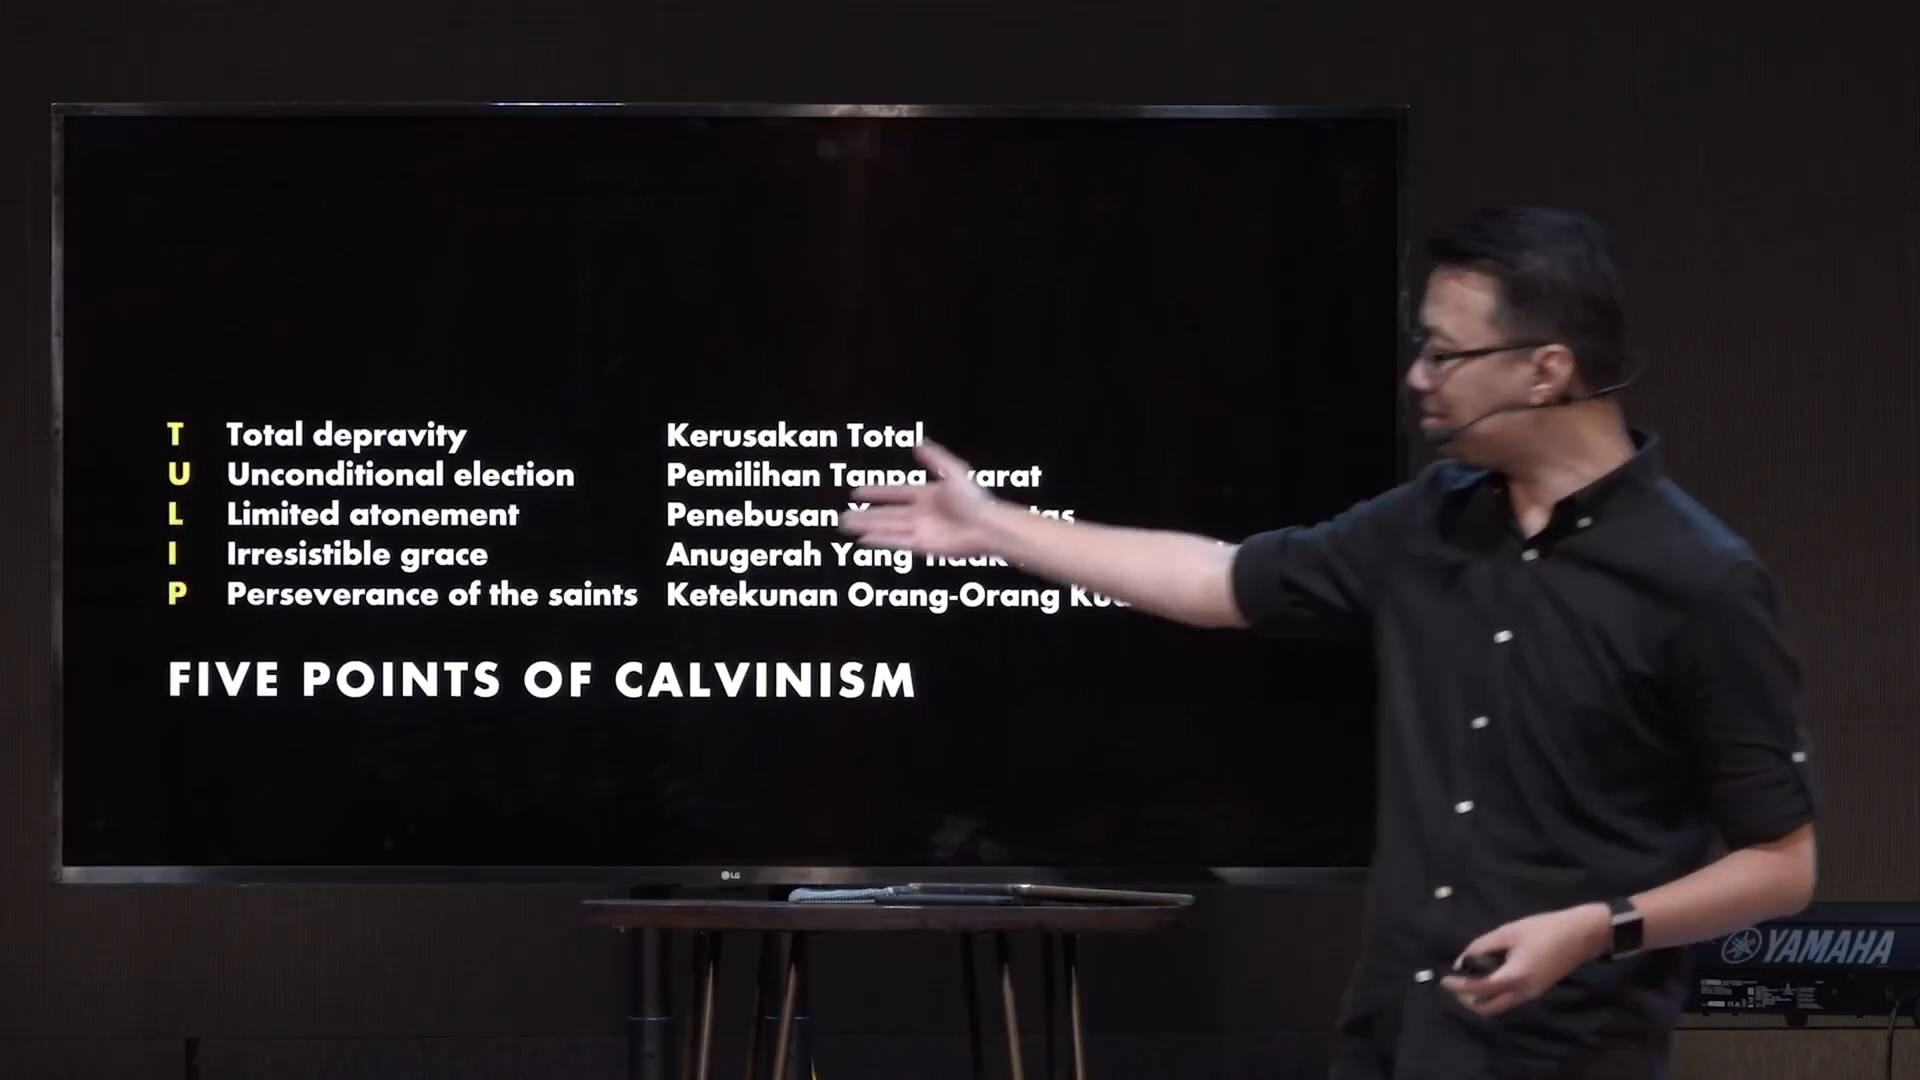 T Total depravity Kerusakan Total
U Unconditional election Pemilihan Tanpa
L Limited atonement Penebusan
I Irresistible grace Anugerah Yang
P Perseverance of the saints Ketekunan Orang-Orang
FIVE POINTS OF CALVINISM
LG
YAMAHA